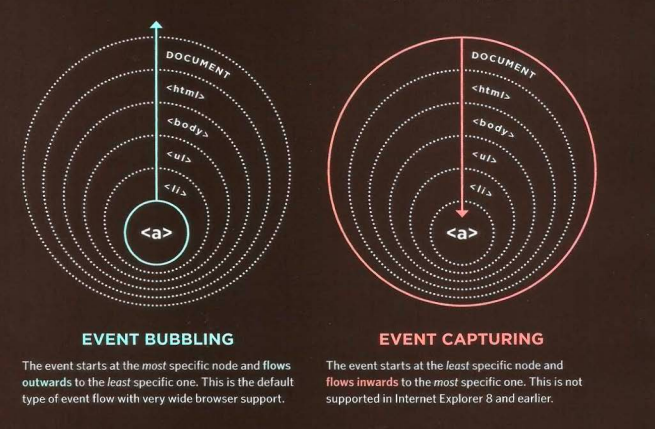 DOCUMENT
<html>
<body>
<ul>
<li>
<a>
EVENT BUBBLING
The event starts at the most specific node and flows
outwards to the least specific one. This is the default
type of event flow with very wide browser support.
DOCUMENT
<html>
<body>
<ul>
<li>
<a>
EVENT CAPTURING
The event starts at the least specific node and
flows inwards to the most specific one. This is not
supported in Internet Explorer 8 and earlier.